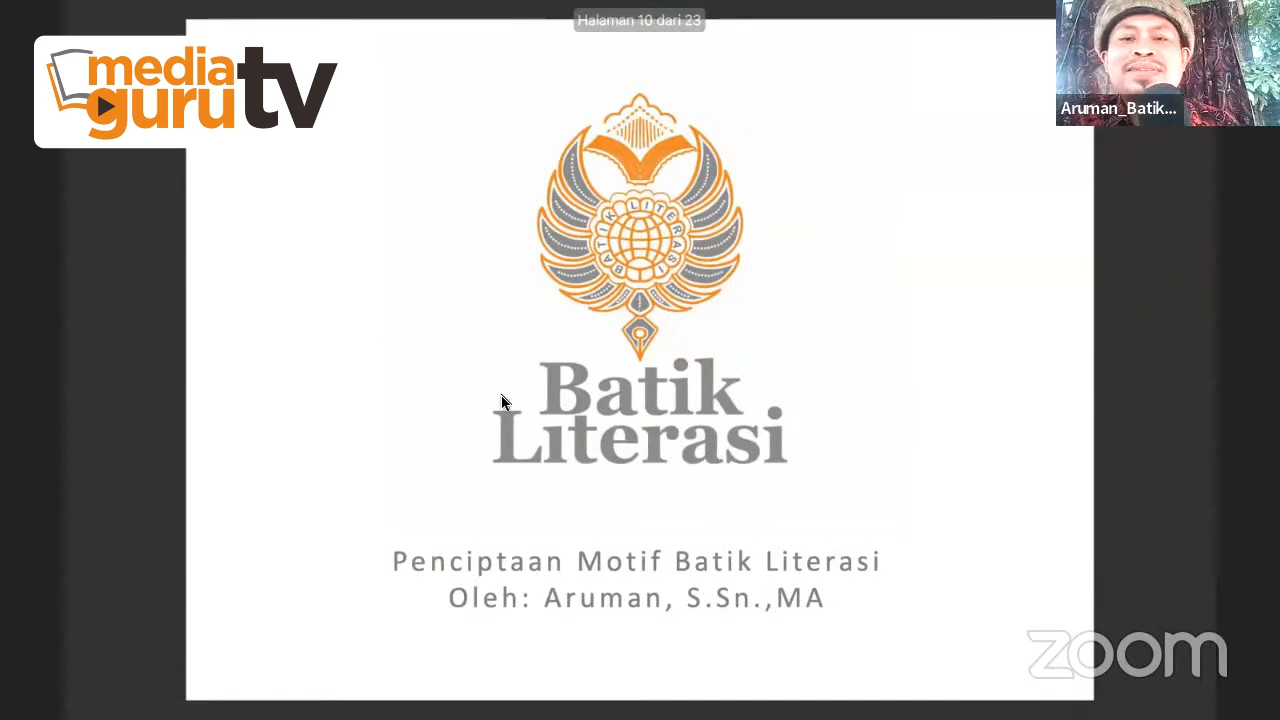 Halaman 10 dari 23
media
guru tv
Aruman_Batik...
BATIK LITERASI
Batik
Literasi
Penciptaan Motif Batik Literasi
Oleh: Aruman, S.Sn.,MA
zoom